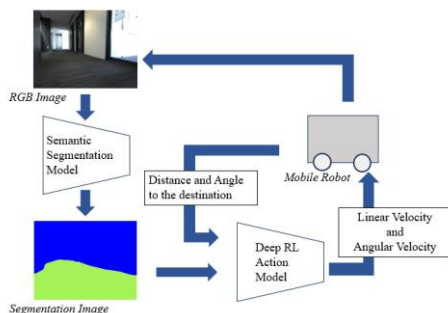 RGB Image
Semantic
Segmentation
Model
Segmentation Image
Distance and Angle
to the destination
Deep RL
Action
Model
Mobile Robot
Linear Velocity
and
Angular Velocity